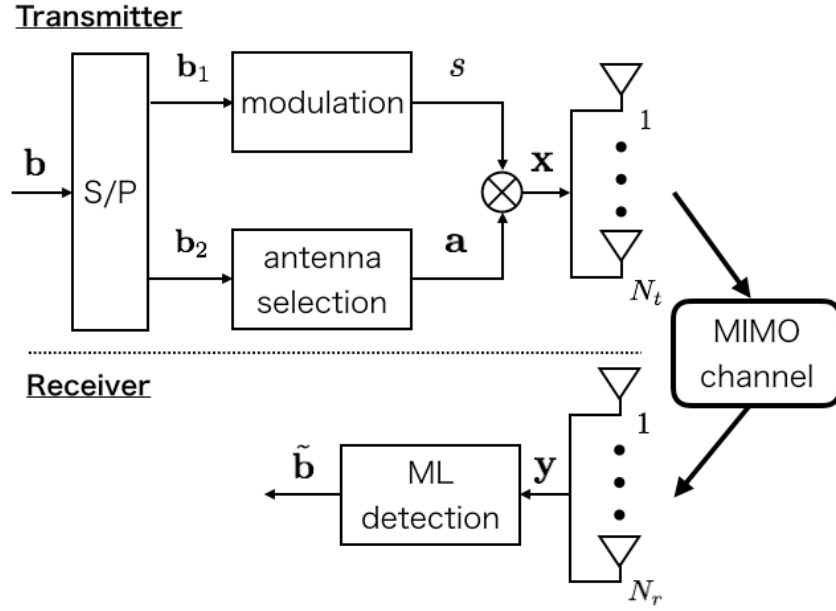 Transmitter
b
S/P
b₁
modulation
s
b₂
antenna
selection
a
x
1
Nₜ
MIMO
channel
Receiver
1
Nᵣ
y
ML
detection
b̃